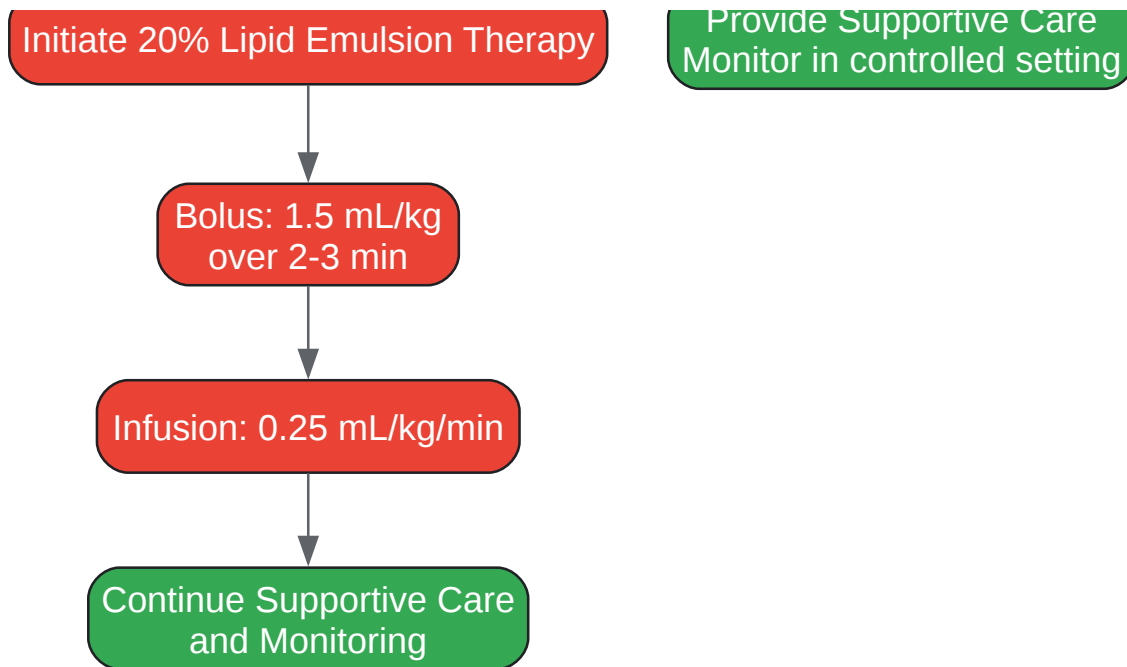 Initiate 20% Lipid Emulsion Therapy
Provide Supportive Care
Monitor in controlled setting
Bolus: 1.5 mL/kg
over 2-3 min
Infusion: 0.25 mL/kg/min
Continue Supportive Care
and Monitoring